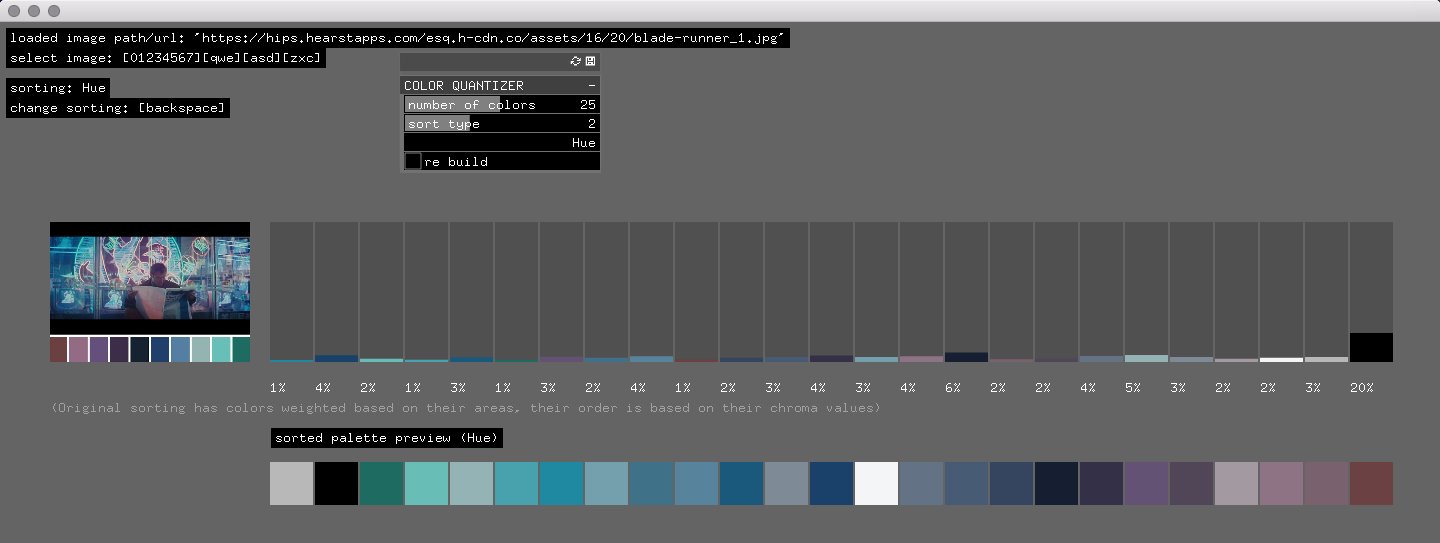 loaded image path/url: "https://hips.hearstapps.com/esq.h-cdn.co/assets/16/20/blade-runner_1.jpg"
select image: [01234567][qwe][asd][zxc]
sorting: Hue
change sorting: [backspace]
COLOR QUANTIZER -
number of colors 25
sort type 2
Hue
re build
1% 4% 2% 1% 3% 1% 3% 2% 4% 1% 2% 3% 4% 3% 4% 6% 2% 2% 4% 5% 3% 2% 2% 3% 20%
(Original sorting has colors weighted based on their areas, their order is based on their chroma values)
sorted palette preview (Hue)